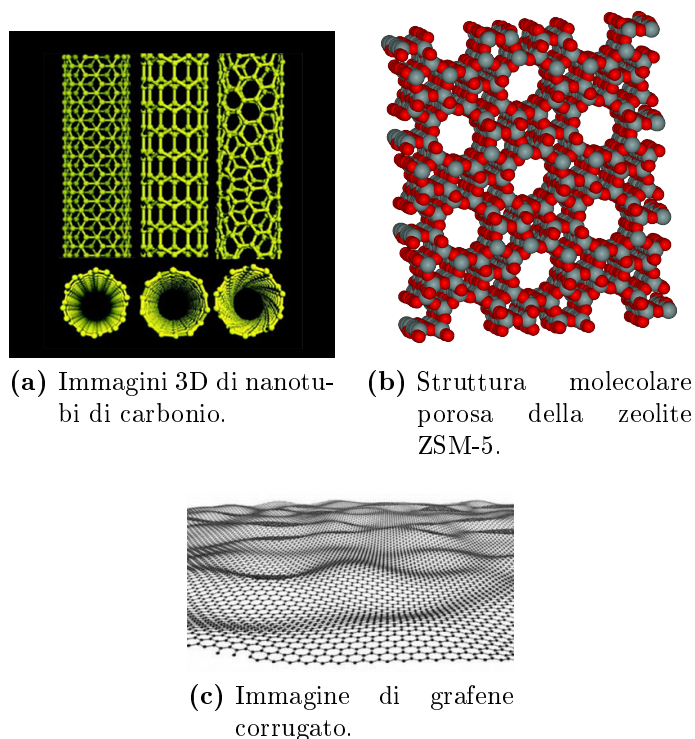 (a) Immagini 3D di nanotu-
bi di carbonio.
(b) Struttura molecolare
porosa della zeolite
ZSM-5.
(c) Immagine di grafene
corrugato.